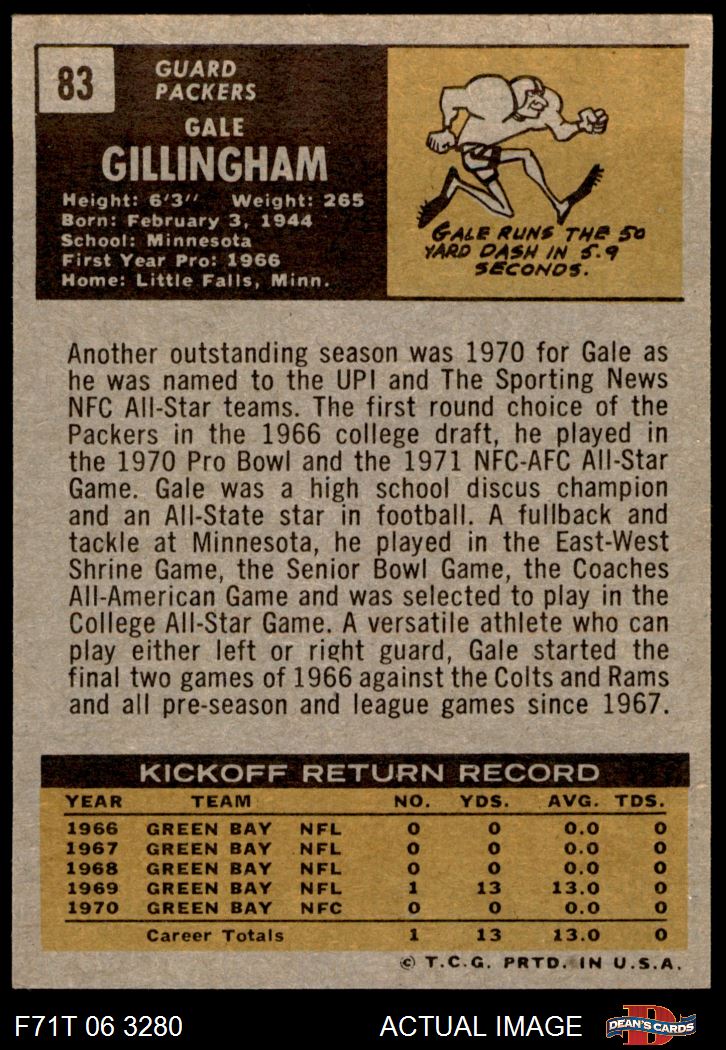 83
GUARD
PACKERS
GALE
GILLINGHAM
Height: 6'3" Weight: 265
Born: February 3, 1944
School: Minnesota
First Year Pro: 1966
Home: Little Falls, Minn.
GALE RUNS THE 50
YARD DASH IN 5.9
SECONDS.
Another outstanding season was 1970 for Gale as
he was named to the UPI and The Sporting News
NFC All-Star teams. The first round choice of the
Packers in the 1966 college draft, he played in
the 1970 Pro Bowl and the 1971 NFC-AFC All-Star
Game. Gale was a high school discus champion
and an All-State star in football. A fullback and
tackle at Minnesota, he played in the East-West
Shrine Game, the Senior Bowl Game, the Coaches
All-American Game and was selected to play in the
College All-Star Game. A versatile athlete who can
play either left or right guard, Gale started the
final two games of 1966 against the Colts and Rams
and all pre-season and league games since 1967.
KICKOFF RETURN RECORD
YEAR TEAM NO. YDS. AVG. TDS.
1966 GREEN BAY NFL 0 0 0.0 0
1967 GREEN BAY NFL 0 0 0.0 0
1968 GREEN BAY NFL 0 0 0.0 0
1969 GREEN BAY NFL 1 13 13.0 0
1970 GREEN BAY NFC 0 0 0.0 0
Career Totals 1 13 13.0 0
© T.C.G. PRTD. IN U.S.A.
F71T 06 3280 ACTUAL IMAGE D DEAN'S CARDS